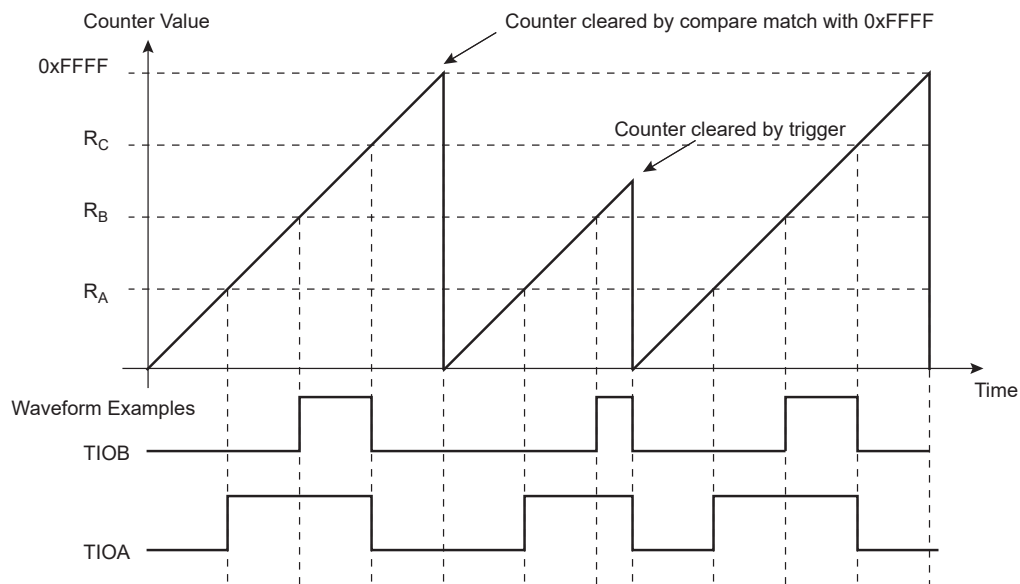 Counter Value
Counter cleared by compare match with 0xFFFF
0xFFFF
Counter cleared by trigger
RC
RB
RA
Time
Waveform Examples
TIOB
TIOA